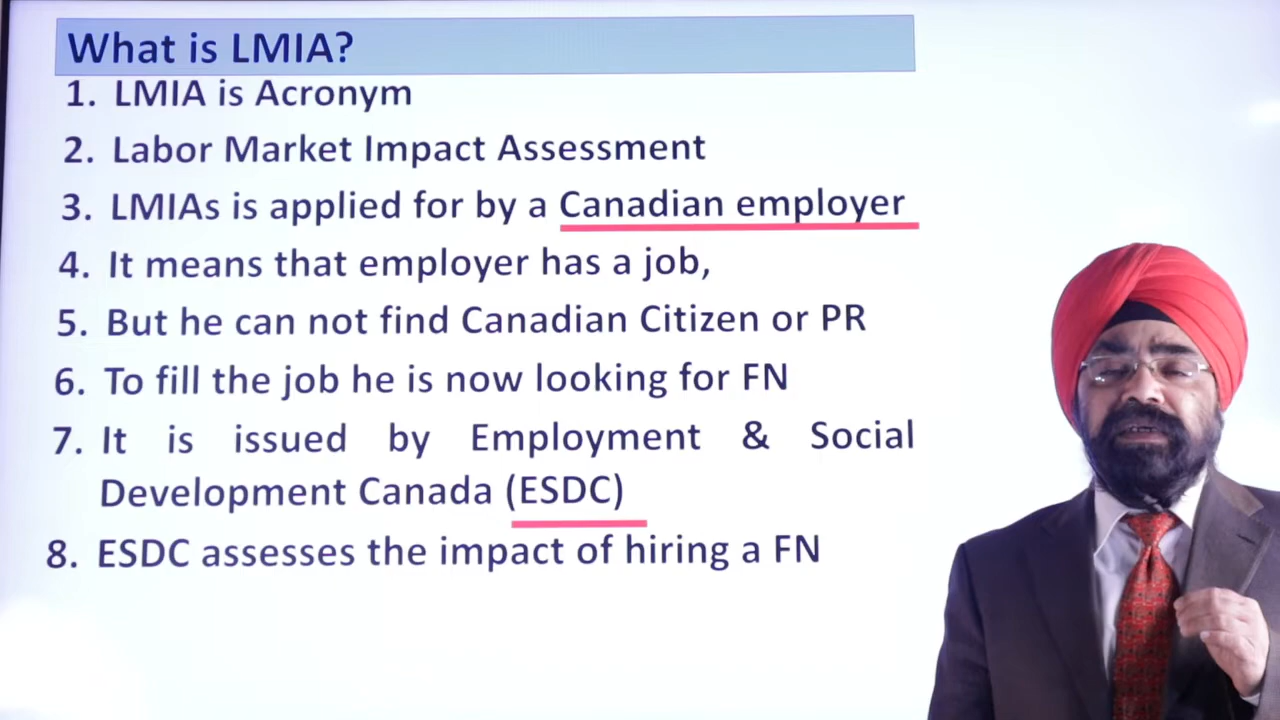 What is LMIA?
1. LMIA is Acronym
2. Labor Market Impact Assessment
3. LMIAs is applied for by a Canadian employer
4. It means that employer has a job,
5. But he can not find Canadian Citizen or PR
6. To fill the job he is now looking for FN
7. It is issued by Employment & Social
Development Canada (ESDC)
8. ESDC assesses the impact of hiring a FN